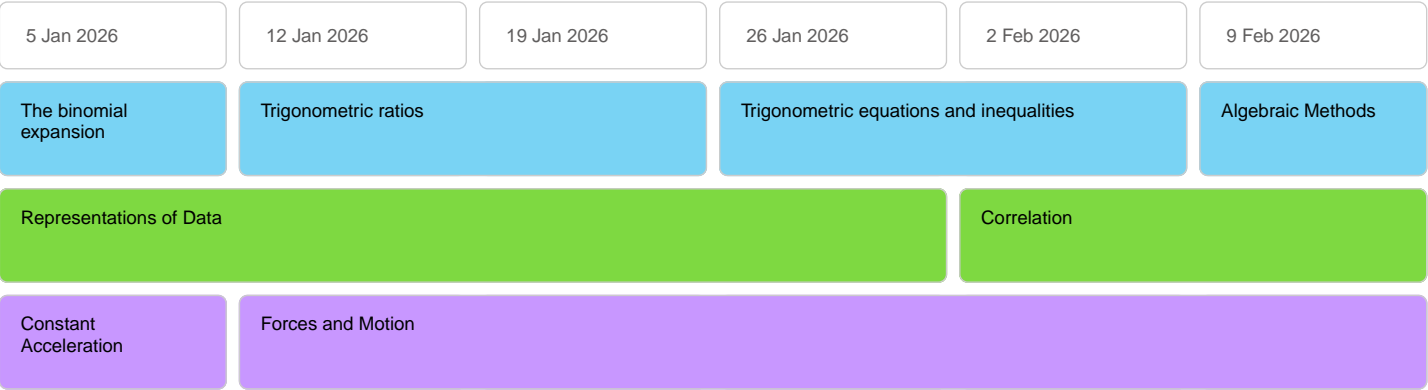 5 Jan 2026
12 Jan 2026
19 Jan 2026
26 Jan 2026
2 Feb 2026
9 Feb 2026
The binomial
expansion
Trigonometric ratios
Trigonometric equations and inequalities
Algebraic Methods
Representations of Data
Correlation
Constant
Acceleration
Forces and Motion